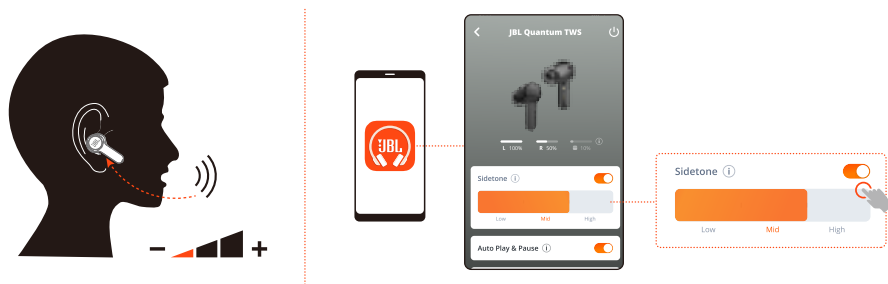 JBL
JBL Quantum TWS
L 100% R 50% 10%
Sidetone i
Low Mid High
Auto Play & Pause i
Sidetone i
Low Mid High